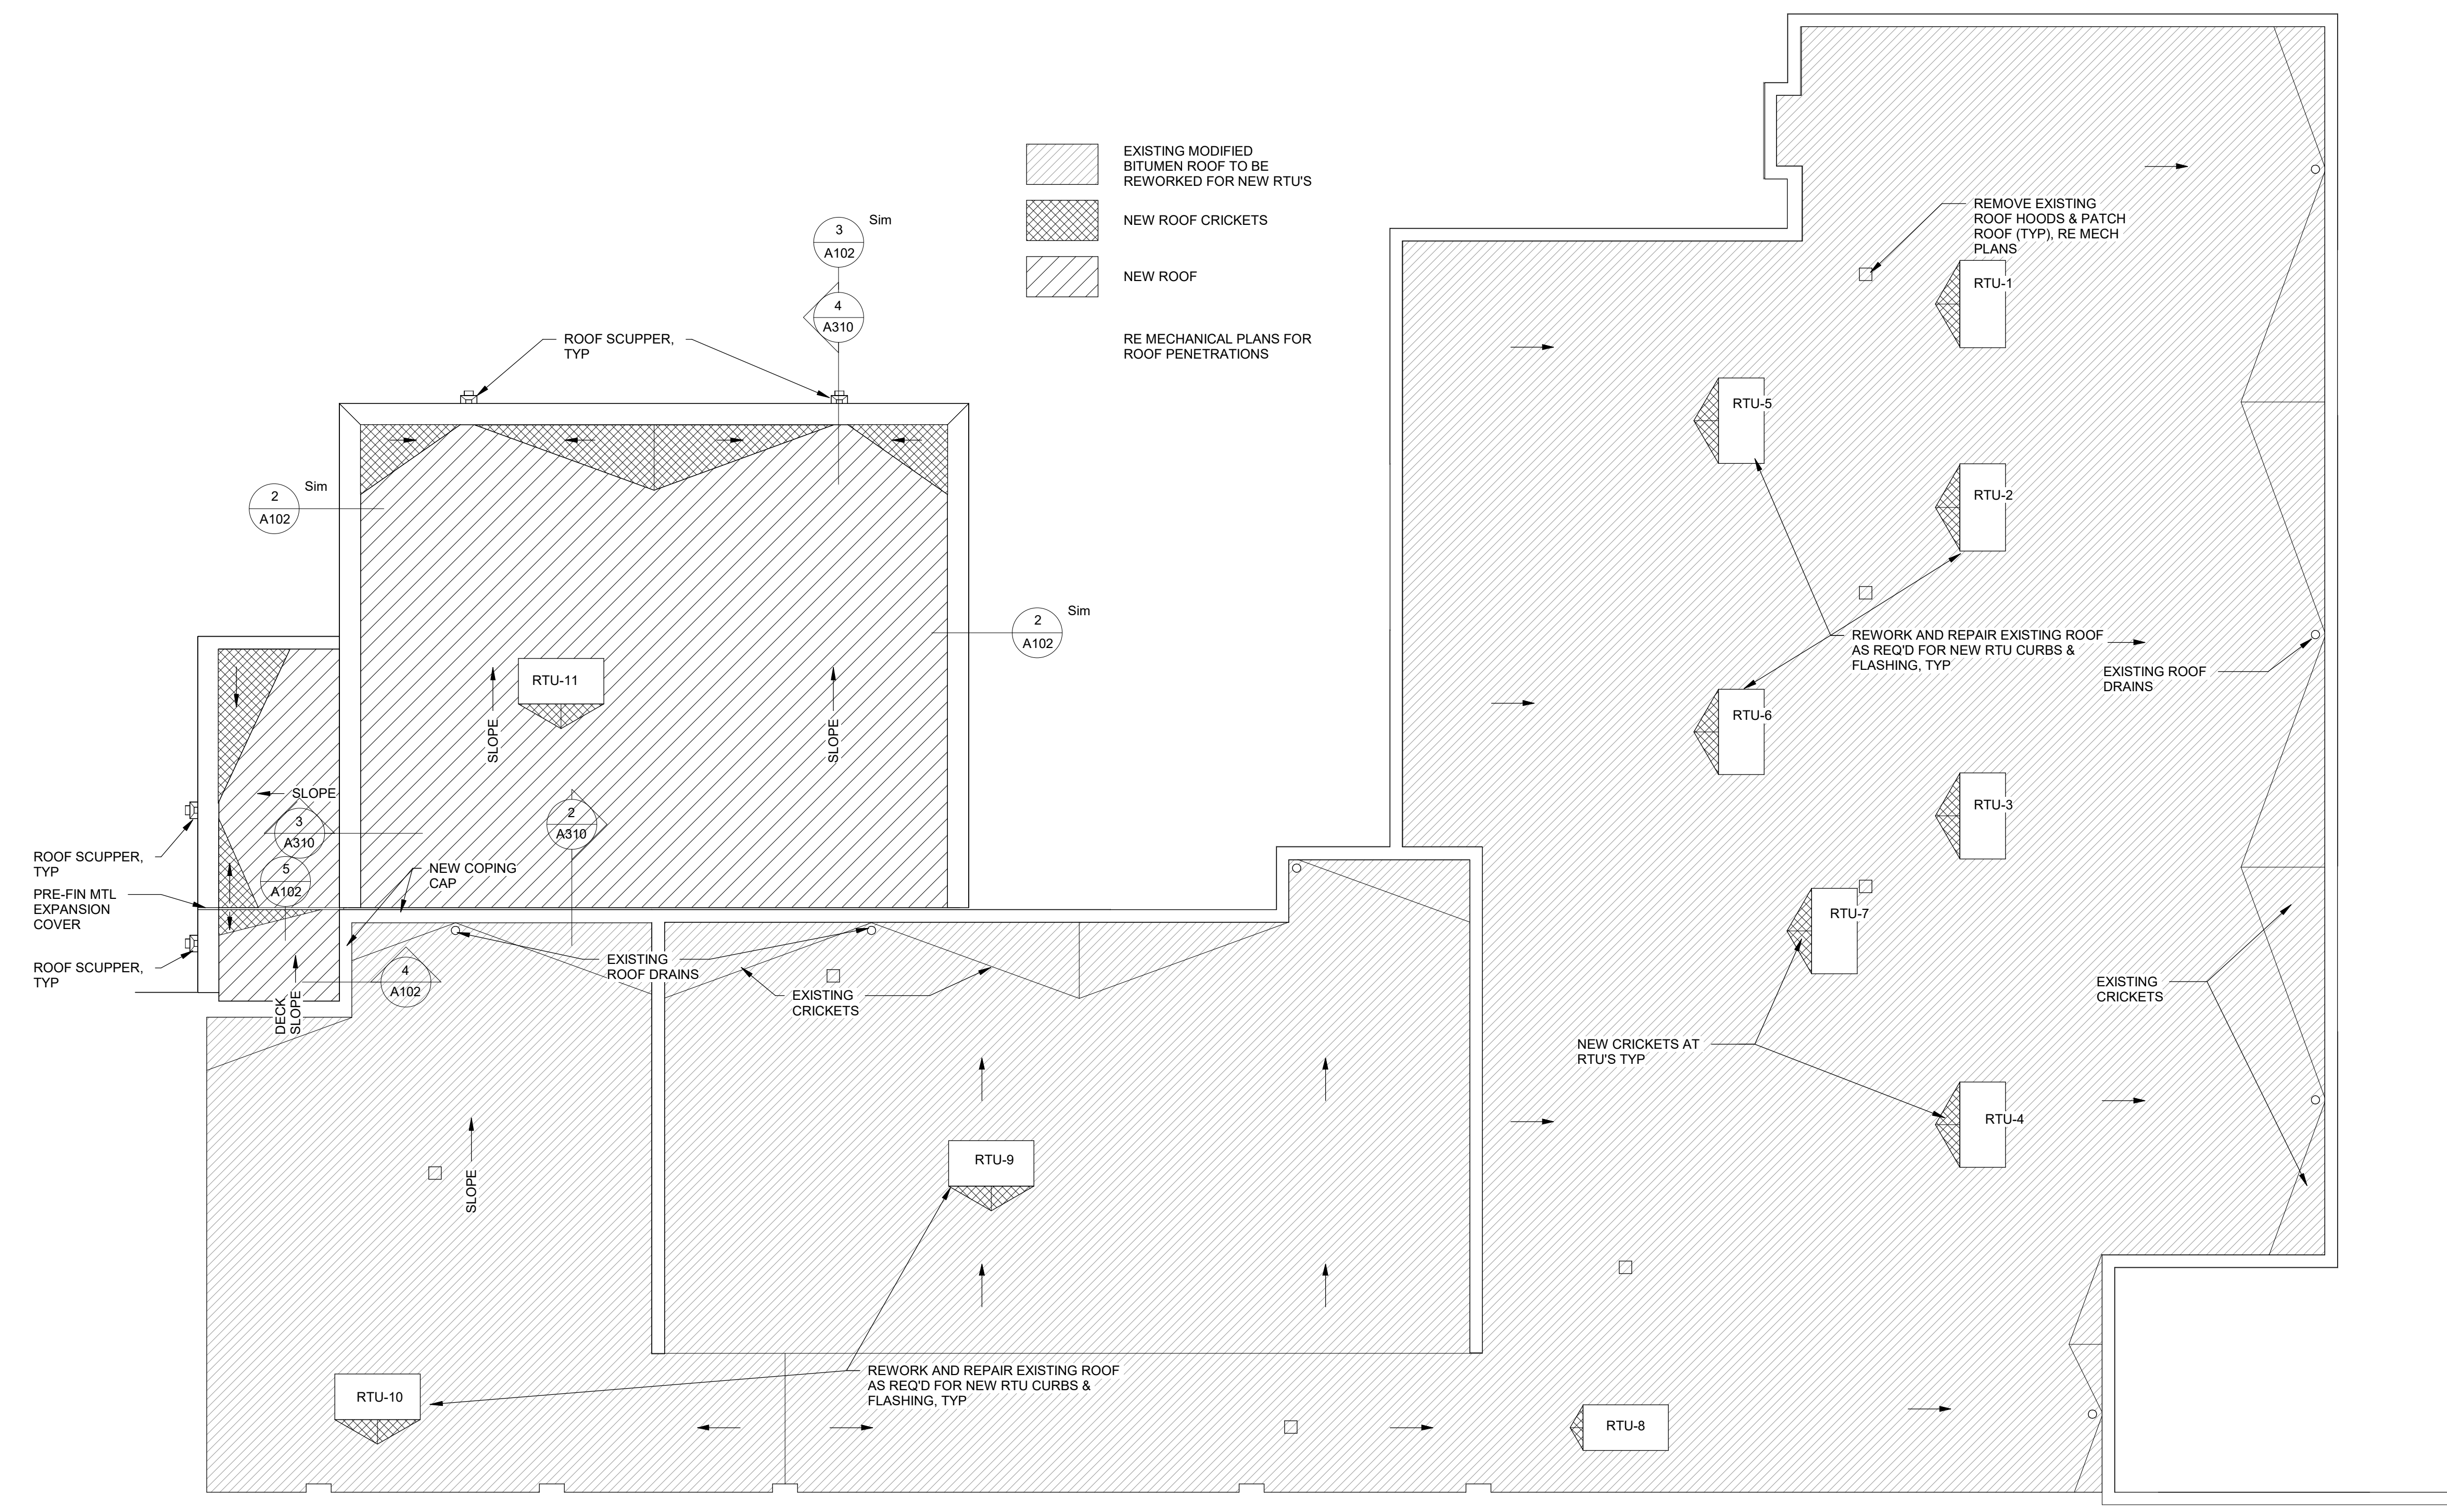 EXISTING MODIFIED
BITUMEN ROOF TO BE
REWORKED FOR NEW RTU'S
NEW ROOF CRICKETS
NEW ROOF
RE MECHANICAL PLANS FOR
ROOF PENETRATIONS
3
A102
Sim
4
A310
ROOF SCUPPER,
TYP
2
A102
Sim
2
A102
Sim
RTU-11
SLOPE
SLOPE
SLOPE
3
A310
2
A310
5
A102
ROOF SCUPPER,
TYP
PRE-FIN MTL
EXPANSION
COVER
ROOF SCUPPER,
TYP
NEW COPING
CAP
4
A102
DECK
SLOPE
EXISTING
ROOF DRAINS
EXISTING
CRICKETS
SLOPE
RTU-9
RTU-10
REWORK AND REPAIR EXISTING ROOF
AS REQ'D FOR NEW RTU CURBS &
FLASHING, TYP
REMOVE EXISTING
ROOF HOODS & PATCH
ROOF (TYP), RE MECH
PLANS
RTU-1
RTU-5
RTU-2
REWORK AND REPAIR EXISTING ROOF
AS REQ'D FOR NEW RTU CURBS &
FLASHING, TYP
EXISTING ROOF
DRAINS
RTU-6
RTU-3
RTU-7
EXISTING
CRICKETS
NEW CRICKETS AT
RTU'S TYP
RTU-4
RTU-8